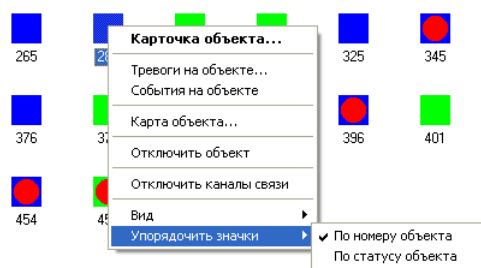 265 325 345
Карточка объекта...
Тревоги на объекте...
События на объекте
Карта объекта...
376 396 401
Отключить объект
Отключить каналы связи
454
Вид
Упорядочить значки
По номеру объекта
По статусу объекта